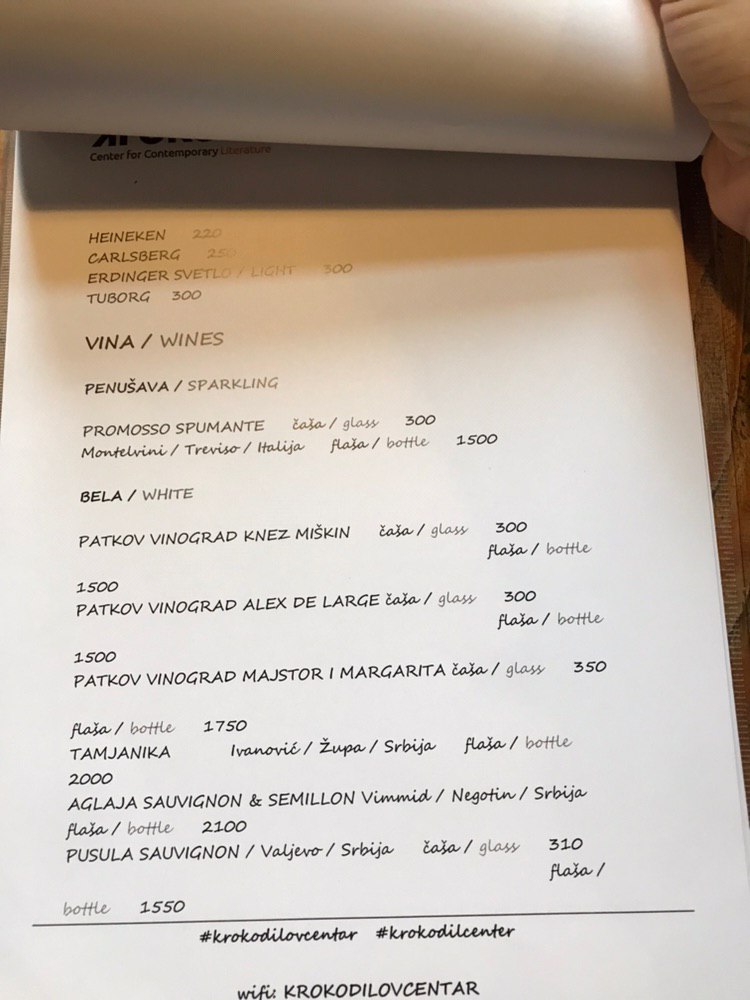 Center for Contemporary Literature
HEINEKEN 220
CARLSBERG 250
ERDINGER SVETLO / LIGHT 300
TUBORG 300
VINA / WINES
PENUŠAVA / SPARKLING
PROMOSSO SPUMANTE čaša / glass 300
Montelvini / Treviso / Italija flaša / bottle 1500
BELA / WHITE
PATKOV VINOGRAD KNEZ MIŠKIN čaša / glass 300
flaša / bottle
1500
PATKOV VINOGRAD ALEX DE LARGE čaša / glass 300
flaša / bottle
1500
PATKOV VINOGRAD MAJSTOR I MARGARITA čaša / glass 350
flaša / bottle 1750
TAMJANIKA Ivanović / Župa / Srbija flaša / bottle
2000
AGLAJA SAUVIGNON & SEMILLON Vimmid / Negotin / Srbija
flaša / bottle 2100
PUSULA SAUVIGNON / Valjevo / Srbija čaša / glass 310
flaša /
bottle 1550
#krokodilovcentar #krokodilcenter
wifi: KROKODILOVCENTAR